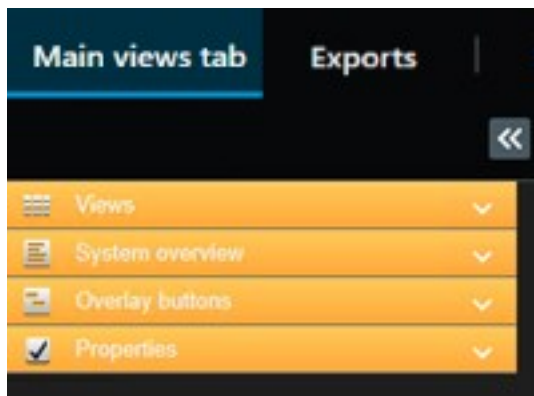 Main views tab Exports
Views
System overview
Overlay buttons
Properties